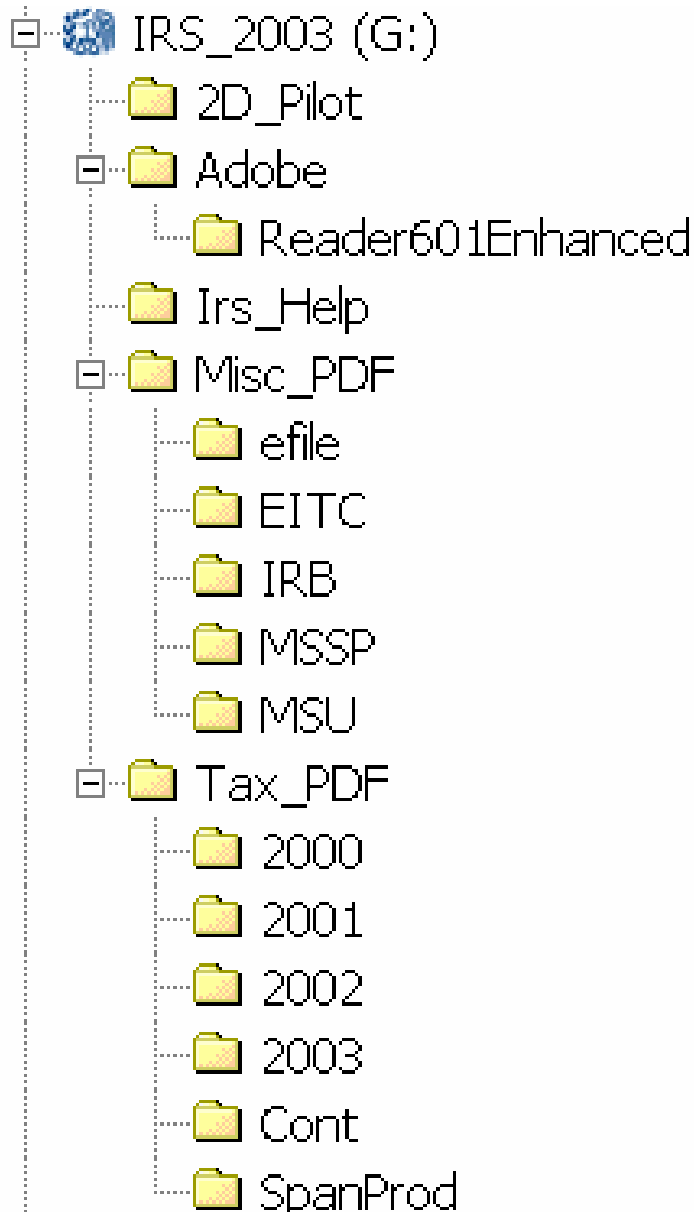 IRS_2003 (G:)
2D_Pilot
Adobe
Reader601Enhanced
Irs_Help
Misc_PDF
efile
EITC
IRB
MSSP
MSU
Tax_PDF
2000
2001
2002
2003
Cont
SpanProd